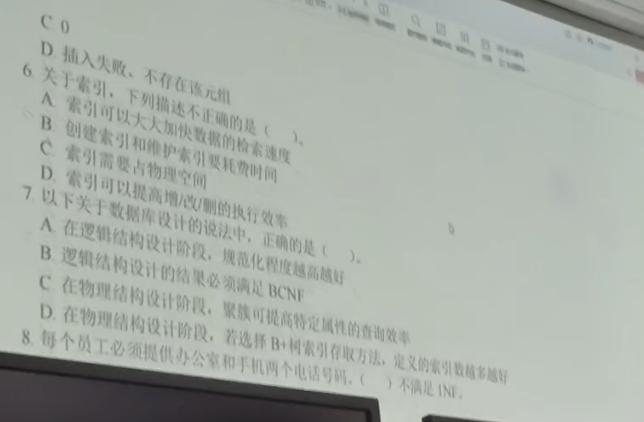 C 0
D 插入失败、不存在该元组
6. 关于索引，下列描述不正确的是（ ）。
A. 索引可以大大加快数据的检索速度
B. 创建索引和维护索引要耗费时间
C. 索引需要占物理空间
D. 索引可以提高增/改/删的执行效率
7. 以下关于数据库设计的说法中，正确的是（ ）。
A. 在逻辑结构设计阶段，规范化程度越高越好
B. 逻辑结构设计的结果必须满足 BCNF
C. 在物理结构设计阶段，聚簇可提高特定属性的查询效率
D. 在物理结构设计阶段，若选择 B+树索引存取方法，定义的索引数越多越好
8. 每个员工必须提供办公室和手机两个电话号码，（ ）不满足 1NF。